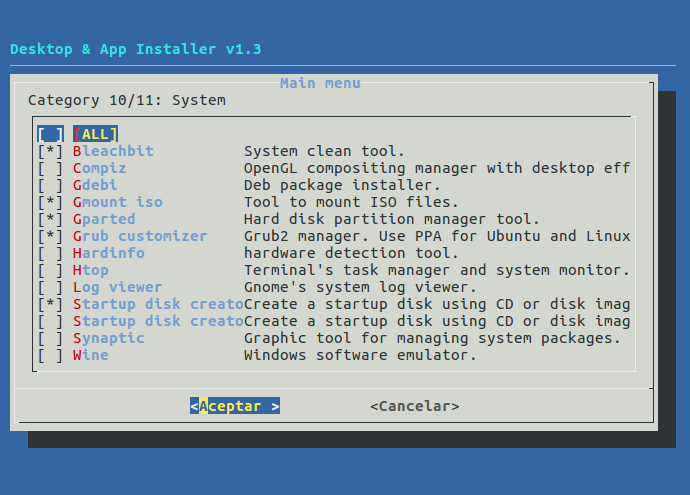 Desktop & App Installer v1.3
Main menu
Category 10/11: System
[ ] [ALL]
[*] Bleachbit System clean tool.
[ ] Compiz OpenGL compositing manager with desktop eff
[ ] Gdebi Deb package installer.
[*] Gmount iso Tool to mount ISO files.
[*] Gparted Hard disk partition manager tool.
[*] Grub customizer Grub2 manager. Use PPA for Ubuntu and Linux
[ ] Hardinfo hardware detection tool.
[ ] Htop Terminal's task manager and system monitor.
[ ] Log viewer Gnome's system log viewer.
[*] Startup disk creatoCreate a startup disk using CD or disk imag
[ ] Startup disk creatoCreate a startup disk using CD or disk imag
[ ] Synaptic Graphic tool for managing system packages.
[ ] Wine Windows software emulator.
<Aceptar > <Cancelar>